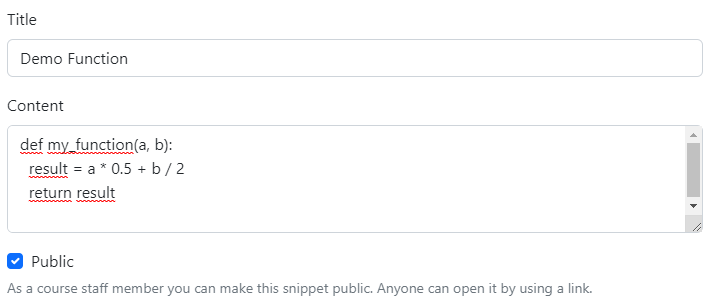 Title
Demo Function
Content
def my_function(a, b):
  result = a * 0.5 + b / 2
  return result
Public
As a course staff member you can make this snippet public. Anyone can open it by using a link.